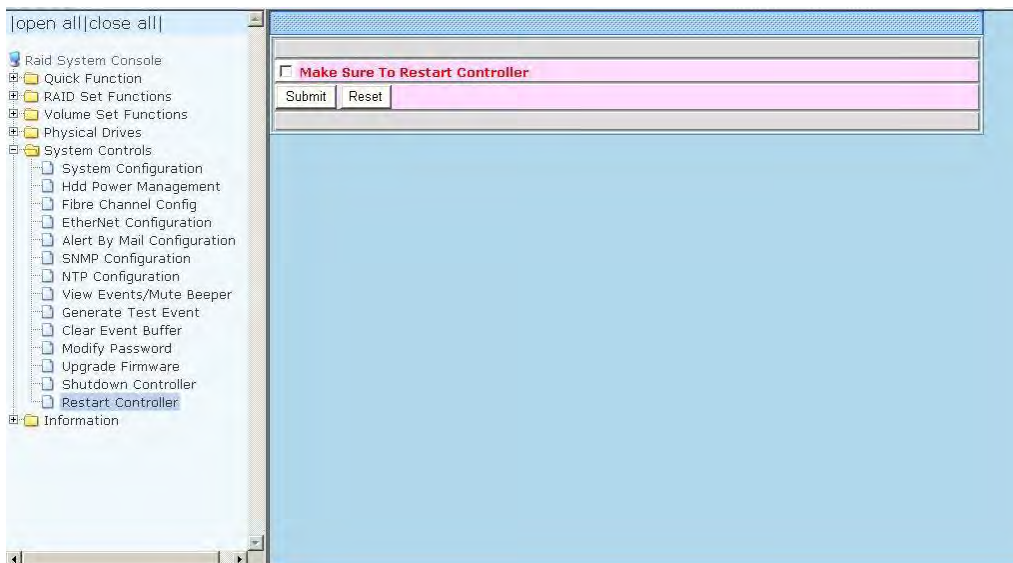 |open all|close all|
Raid System Console
Quick Function
RAID Set Functions
Volume Set Functions
Physical Drives
System Controls
System Configuration
Hdd Power Management
Fibre Channel Config
EtherNet Configuration
Alert By Mail Configuration
SNMP Configuration
NTP Configuration
View Events/Mute Beeper
Generate Test Event
Clear Event Buffer
Modify Password
Upgrade Firmware
Shutdown Controller
Restart Controller
Information
Make Sure To Restart Controller
Submit Reset